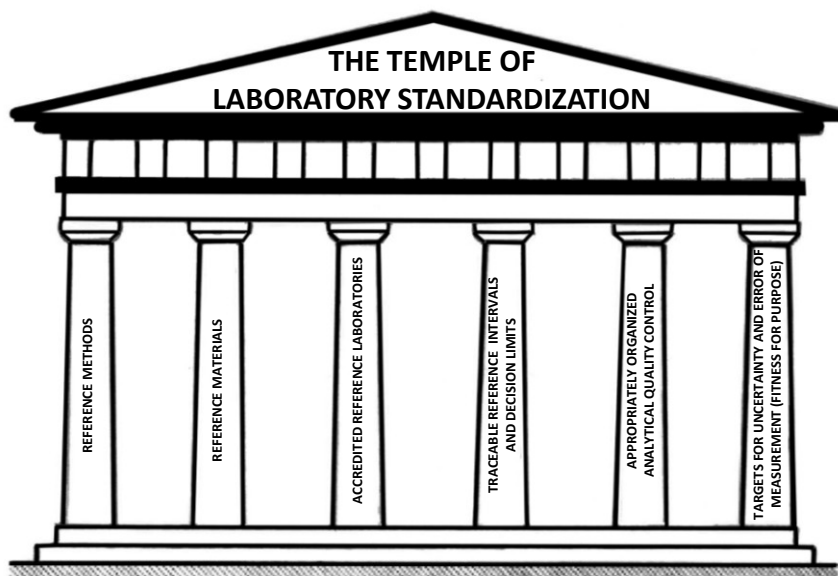 THE TEMPLE OF
LABORATORY STANDARDIZATION
REFERENCE METHODS
REFERENCE MATERIALS
ACCREDITED REFERENCE LABORATORIES
TRACEABLE REFERENCE INTERVALS
AND DECISION LIMITS
APPROPRIATELY ORGANIZED
ANALYTICAL QUALITY CONTROL
TARGETS FOR UNCERTAINTY AND ERROR OF
MEASUREMENT (FITNESS FOR PURPOSE)